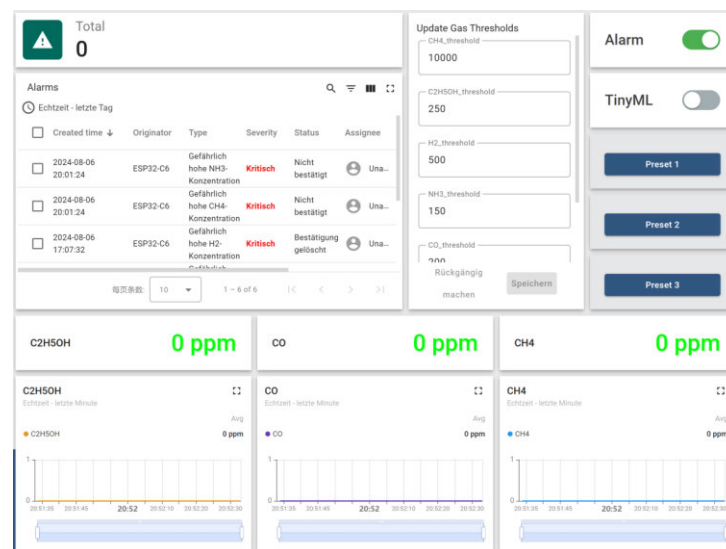 Total
0
Alarms
Echtzeit - letzte Tag
Created time ↓ Originator Type Severity Status Assignee
2024-08-06 20:01:24 ESP32-C6 Gefährlich hohe NH3-Konzentration Kritisch Nicht bestätigt Una...
2024-08-06 20:01:24 ESP32-C6 Gefährlich hohe CH4-Konzentration Kritisch Nicht bestätigt Una...
2024-08-06 17:07:32 ESP32-C6 Gefährlich hohe H2-Konzentration Kritisch Bestätigung gelöscht Una...
Gefährlich
每页条数: 10 1 – 6 of 6
Update Gas Thresholds
CH4_threshold
10000
C2H5OH_threshold
250
H2_threshold
500
NH3_threshold
150
CO_threshold
200
Rückgängig machen
Speichern
Alarm
TinyML
Preset 1
Preset 2
Preset 3
C2H5OH 0 ppm
CO 0 ppm
CH4 0 ppm
C2H5OH
Echtzeit - letzte Minute
Avg
C2H5OH 0 ppm
1
0
20:51:35 20:51:45 20:52 20:52:10 20:52:20 20:52:30
CO
Echtzeit - letzte Minute
Avg
CO 0 ppm
1
0
20:51:35 20:51:45 20:52 20:52:10 20:52:20 20:52:30
CH4
Echtzeit - letzte Minute
Avg
CH4 0 ppm
1
0
20:51:35 20:51:45 20:52 20:52:10 20:52:20 20:52:30